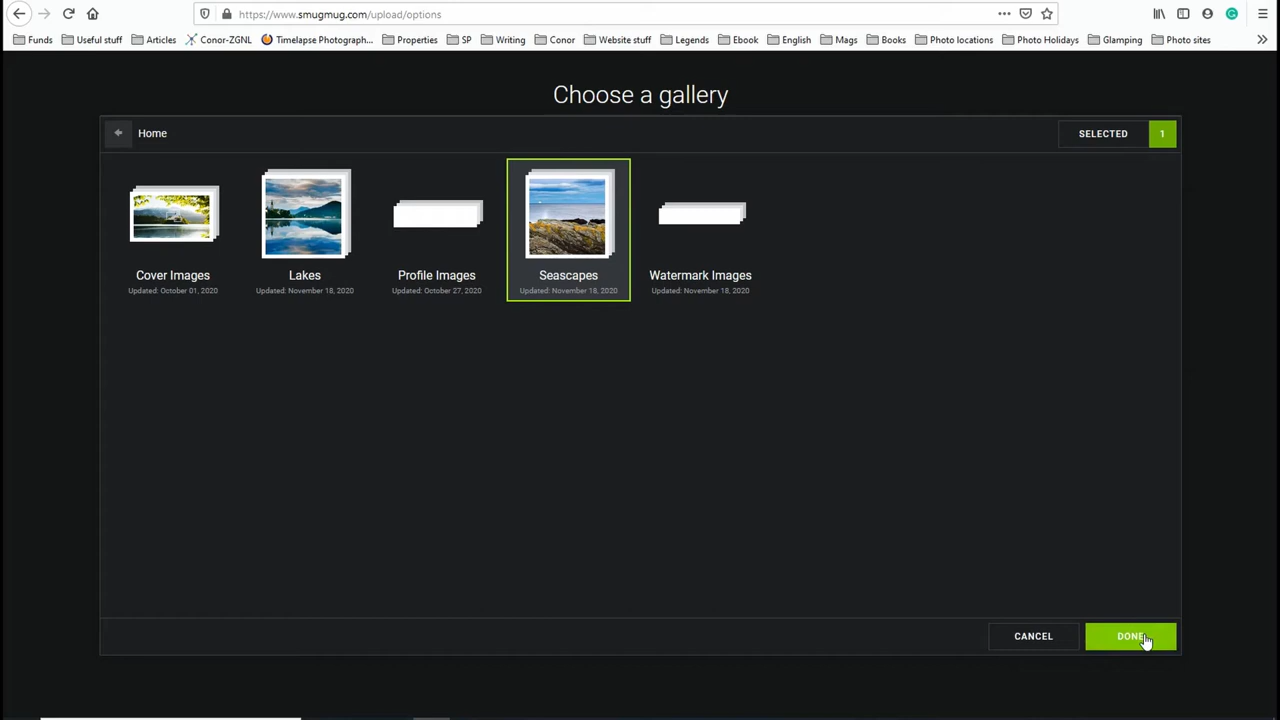 https://www.smugmug.com/upload/options
Funds Useful stuff Articles Conor-ZGNL Timelapse Photograph... Properties SP Writing Conor Website stuff Legends Ebook English Mags Books Photo locations Photo Holidays Glamping Photo sites
Choose a gallery
Home SELECTED 1
Cover Images Lakes Profile Images Seascapes Watermark Images
Updated: October 01, 2020 Updated: November 18, 2020 Updated: October 27, 2020 Updated: November 18, 2020 Updated: November 18, 2020
CANCEL DONE